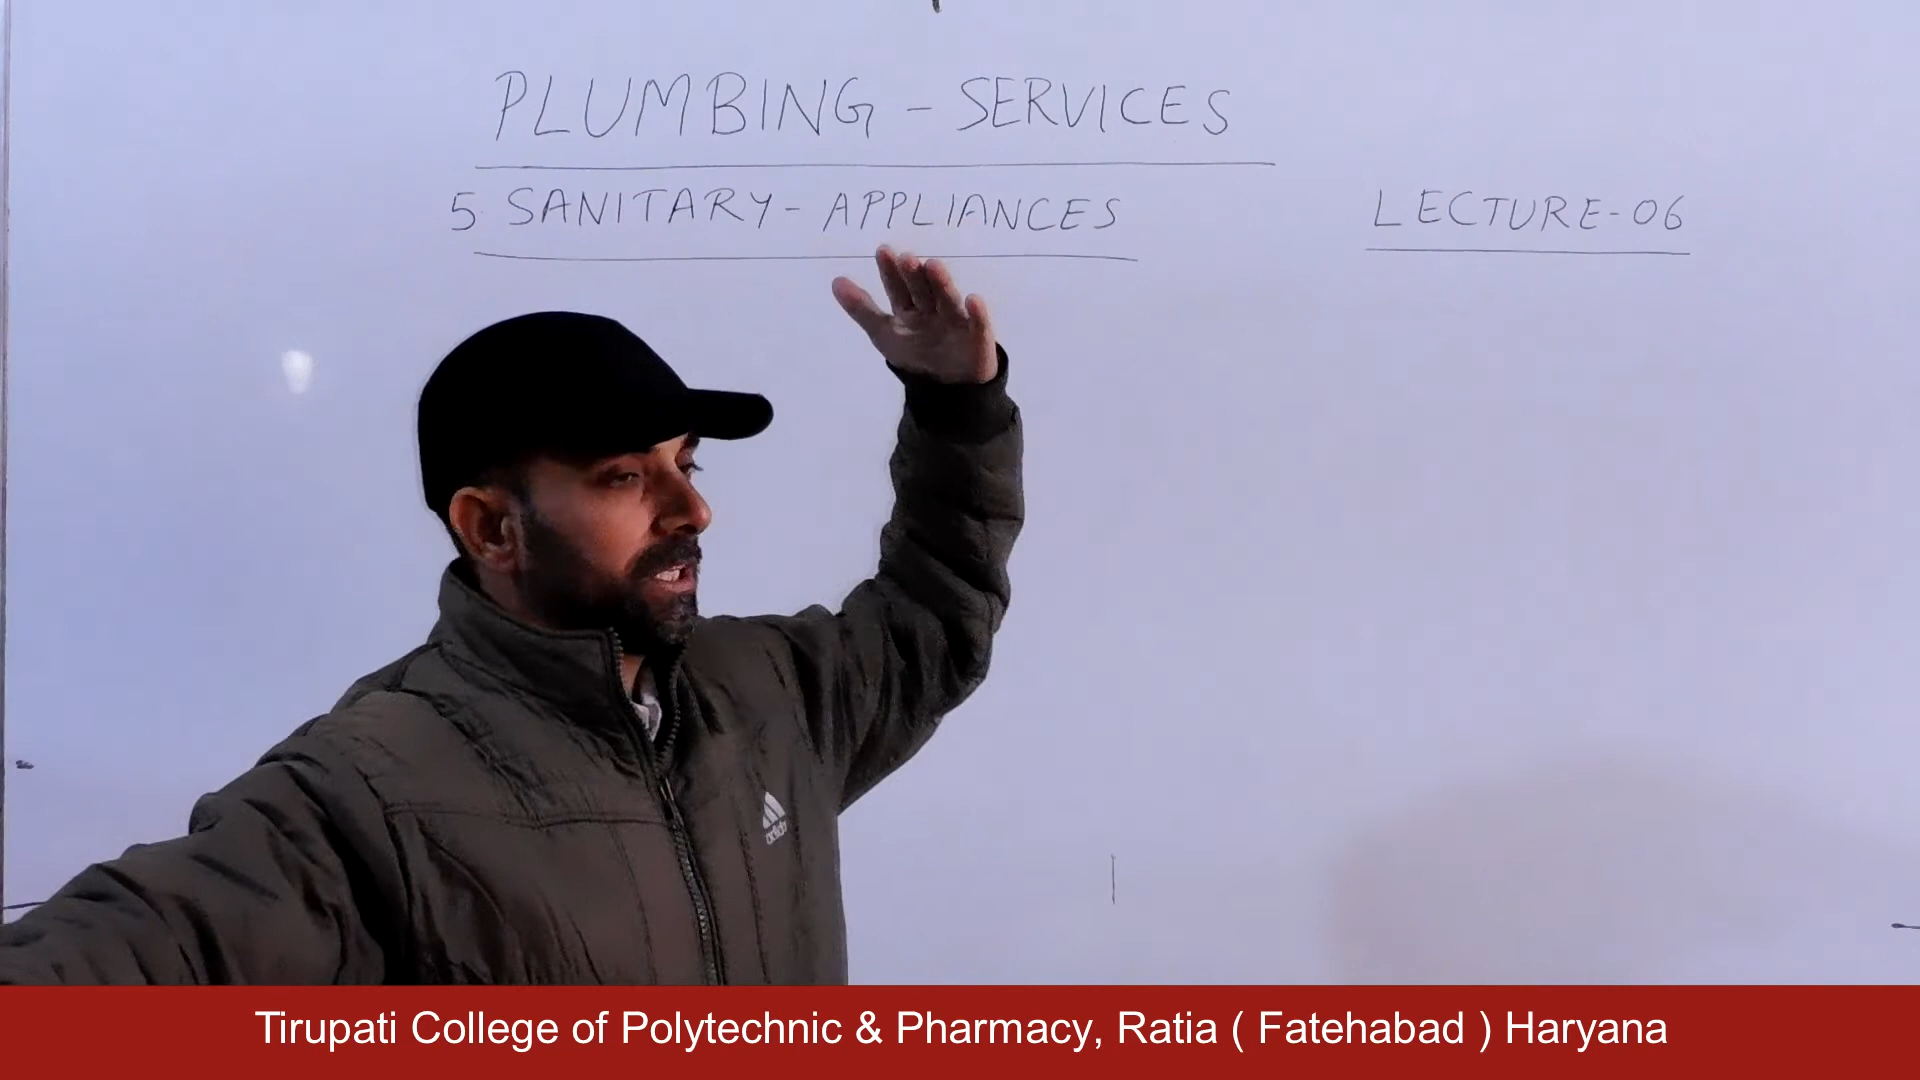 PLUMBING - SERVICES
5 SANITARY - APPLIANCES
LECTURE-06
adidas
Tirupati College of Polytechnic & Pharmacy, Ratia ( Fatehabad ) Haryana